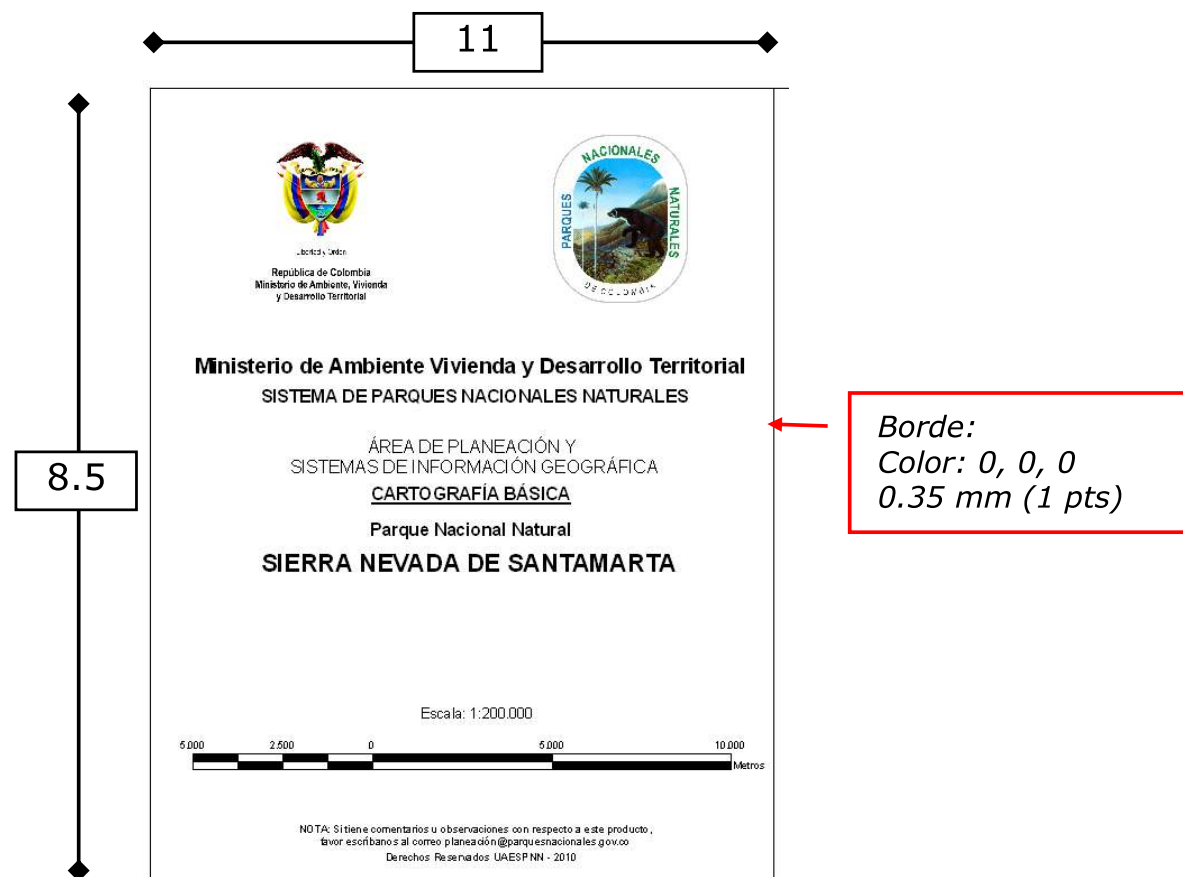 11
NACIONALES
PARQUES
NATURALES
DE COLOMBIA
Libertad y Orden
República de Colombia
Ministerio de Ambiente, Vivienda
y Desarrollo Territorial
Ministerio de Ambiente Vivienda y Desarrollo Territorial
SISTEMA DE PARQUES NACIONALES NATURALES
ÁREA DE PLANEACIÓN Y
SISTEMAS DE INFORMACIÓN GEOGRÁFICA
CARTOGRAFÍA BÁSICA
Parque Nacional Natural
SIERRA NEVADA DE SANTAMARTA
8.5
Borde:
Color: 0, 0, 0
0.35 mm (1 pts)
Escala: 1:200.000
5.000 2.500 0 5.000 10.000
Metros
NOTA: Si tiene comentarios u observaciones con respecto a este producto,
favor escríbanos al correo planeación@parquesnacionales.gov.co
Derechos Reservados UAESPNN - 2010